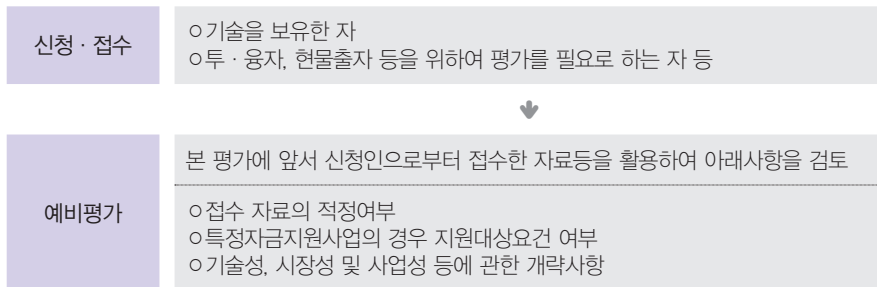 신청 · 접수
○기술을 보유한 자
○투 · 융자, 현물출자 등을 위하여 평가를 필요로 하는 자 등
예비평가
본 평가에 앞서 신청인으로부터 접수한 자료등을 활용하여 아래사항을 검토
○접수 자료의 적정여부
○특정자금지원사업의 경우 지원대상요건 여부
○기술성, 시장성 및 사업성 등에 관한 개략사항